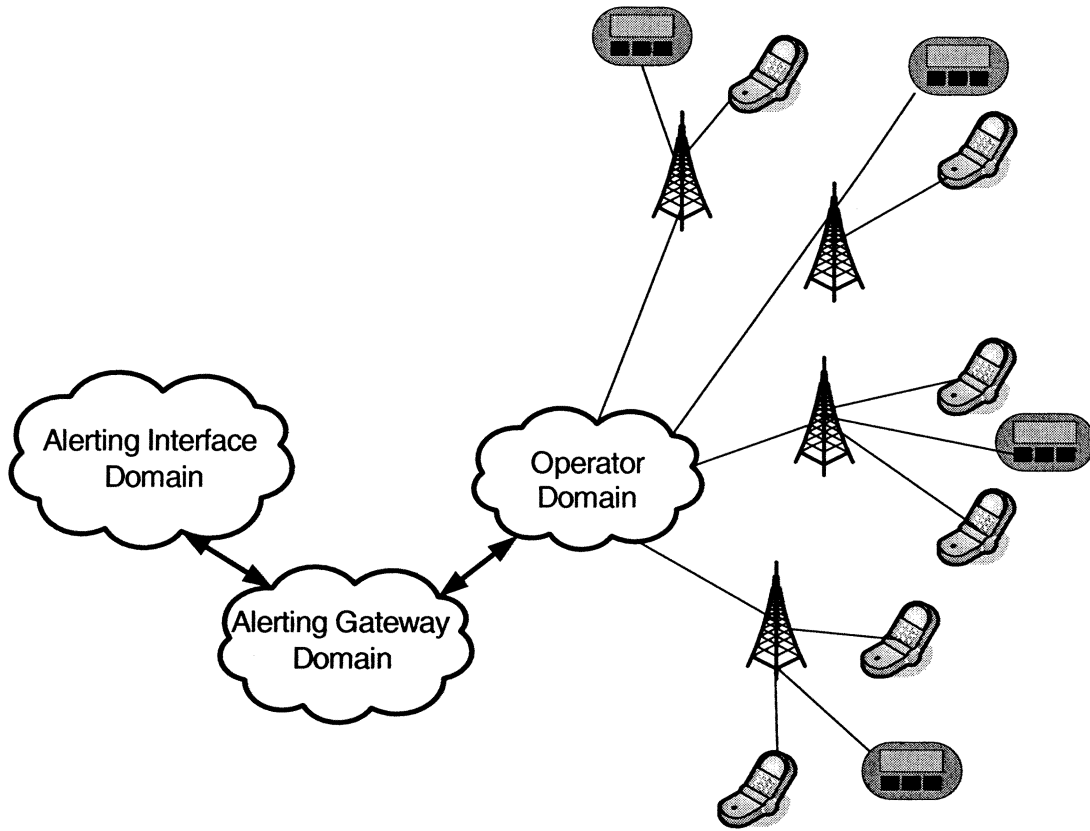 Alerting Interface
Domain
Operator
Domain
Alerting Gateway
Domain